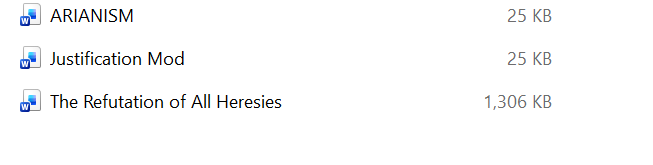 ARIANISM 25 KB
Justification Mod 25 KB
The Refutation of All Heresies 1,306 KB